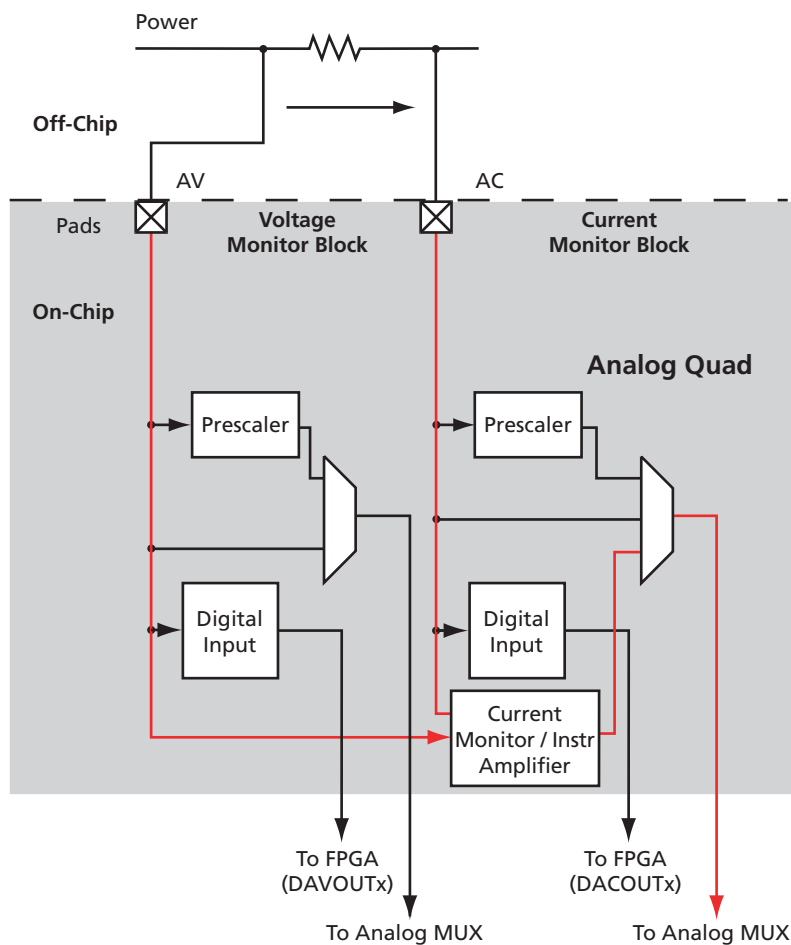 Power
Off-Chip
AV
AC
Pads
Voltage
Monitor Block
Current
Monitor Block
On-Chip
Analog Quad
Prescaler
Prescaler
Digital
Input
Digital
Input
Current
Monitor / Instr
Amplifier
To FPGA
(DAVOUTx)
To FPGA
(DACOUTx)
To Analog MUX
To Analog MUX